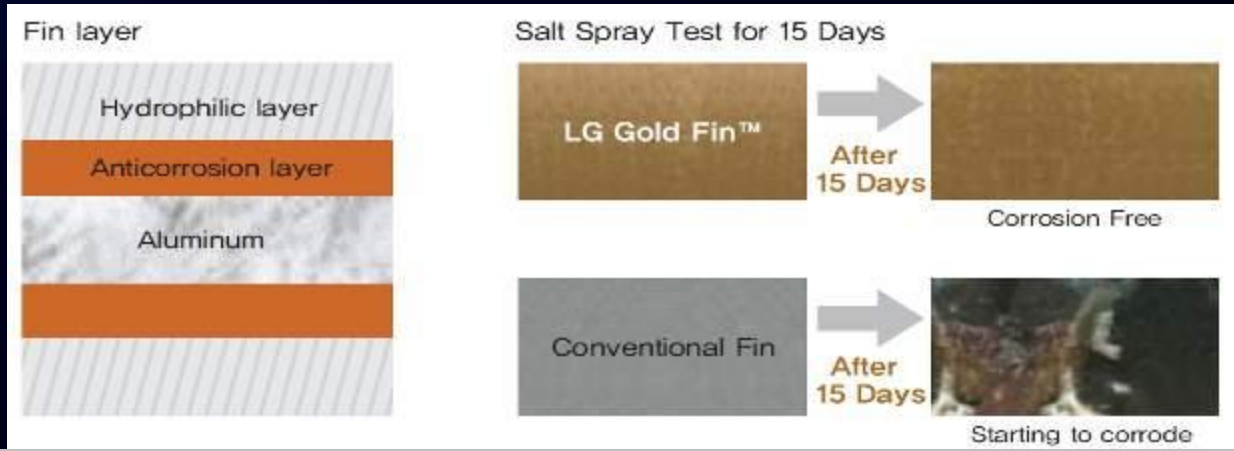 Fin layer
Hydrophilic layer
Anticorrosion layer
Aluminum
Salt Spray Test for 15 Days
LG Gold Fin™
After
15 Days
Corrosion Free
Conventional Fin
After
15 Days
Starting to corrode